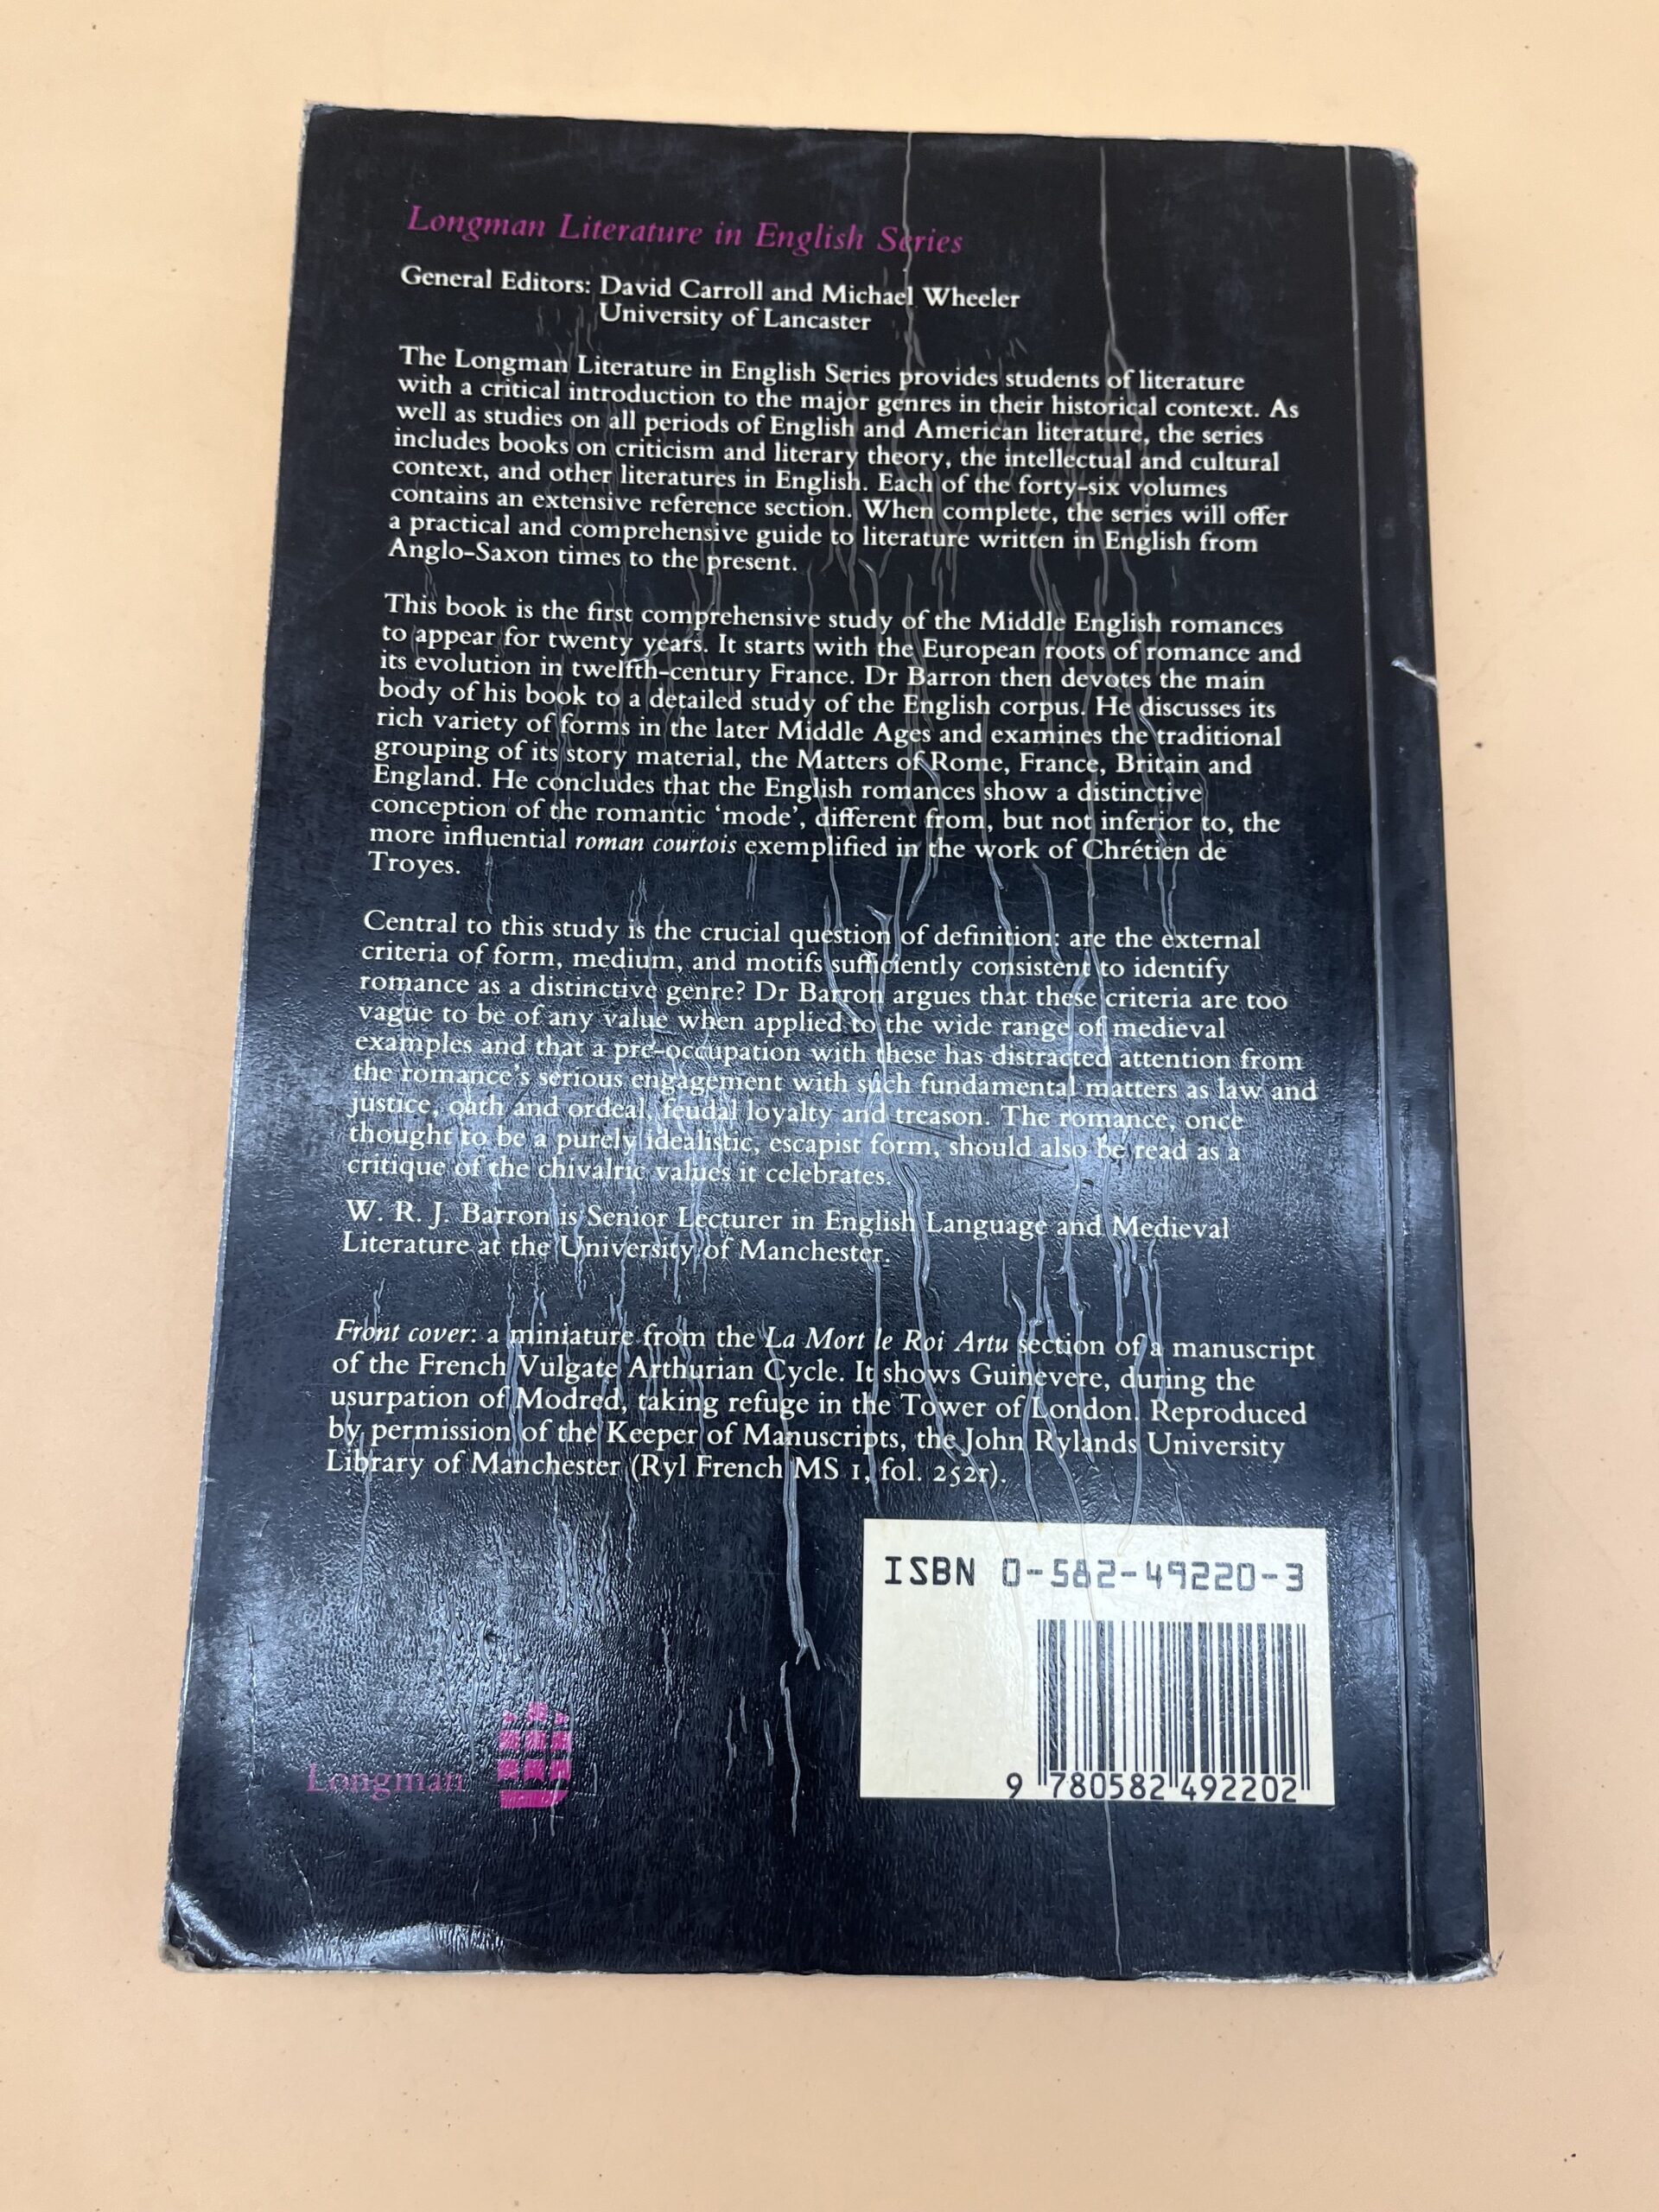 Longman Literature in English Series
General Editors: David Carroll and Michael Wheeler
University of Lancaster
The Longman Literature in English Series provides students of literature
with a critical introduction to the major genres in their historical context. As
well as studies on all periods of English and American literature, the series
includes books on criticism and literary theory, the intellectual and cultural
context, and other literatures in English. Each of the forty-six volumes
contains an extensive reference section. When complete, the series will offer
a practical and comprehensive guide to literature written in English from
Anglo-Saxon times to the present.
This book is the first comprehensive study of the Middle English romances
to appear for twenty years. It starts with the European roots of romance and
its evolution in twelfth-century France. Dr Barron then devotes the main
body of his book to a detailed study of the English corpus. He discusses its
rich variety of forms in the later Middle Ages and examines the traditional
grouping of its story material, the Matters of Rome, France, Britain and
England. He concludes that the English romances show a distinctive
conception of the romantic ‘mode’, different from, but not inferior to, the
more influential roman courtois exemplified in the work of Chrétien de
Troyes.
Central to this study is the crucial question of definition: are the external
criteria of form, medium, and motifs sufficiently consistent to identify
romance as a distinctive genre? Dr Barron argues that these criteria are too
vague to be of any value when applied to the wide range of medieval
examples and that a pre-occupation with these has distracted attention from
the romance’s serious engagement with such fundamental matters as law and
justice, oath and ordeal, feudal loyalty and treason. The romance, once
thought to be a purely idealistic, escapist form, should also be read as a
critique of the chivalric values it celebrates.
W. R. J. Barron is Senior Lecturer in English Language and Medieval
Literature at the University of Manchester.
Front cover: a miniature from the La Mort le Roi Artu section of a manuscript
of the French Vulgate Arthurian Cycle. It shows Guinevere, during the
usurpation of Modred, taking refuge in the Tower of London. Reproduced
by permission of the Keeper of Manuscripts, the John Rylands University
Library of Manchester (Ryl French MS 1, fol. 252r).
ISBN 0-582-49220-3
9 780582 492202
Longman